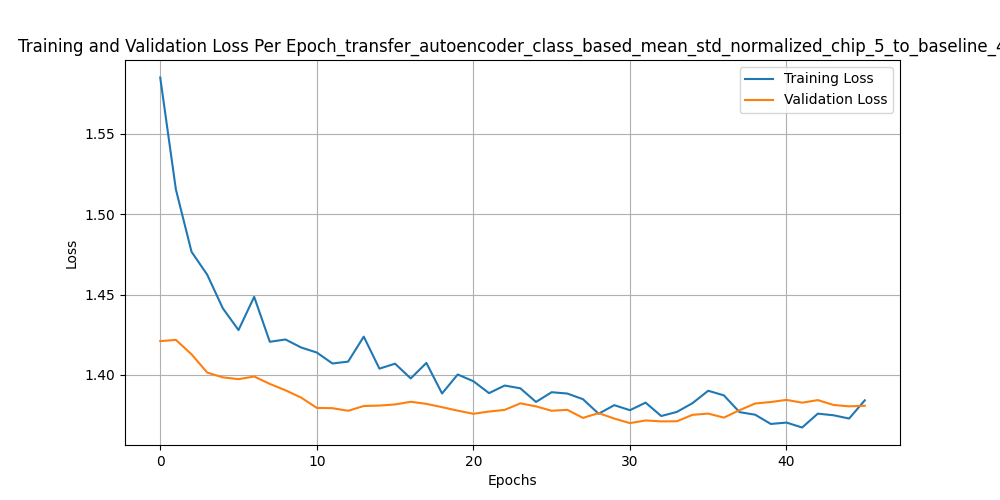 Training and Validation Loss Per Epoch_transfer_autoencoder_class_based_mean_std_normalized_chip_5_to_baseline_4
Training Loss
Validation Loss
1.55
1.50
1.45
1.40
Loss
0 10 20 30 40
Epochs